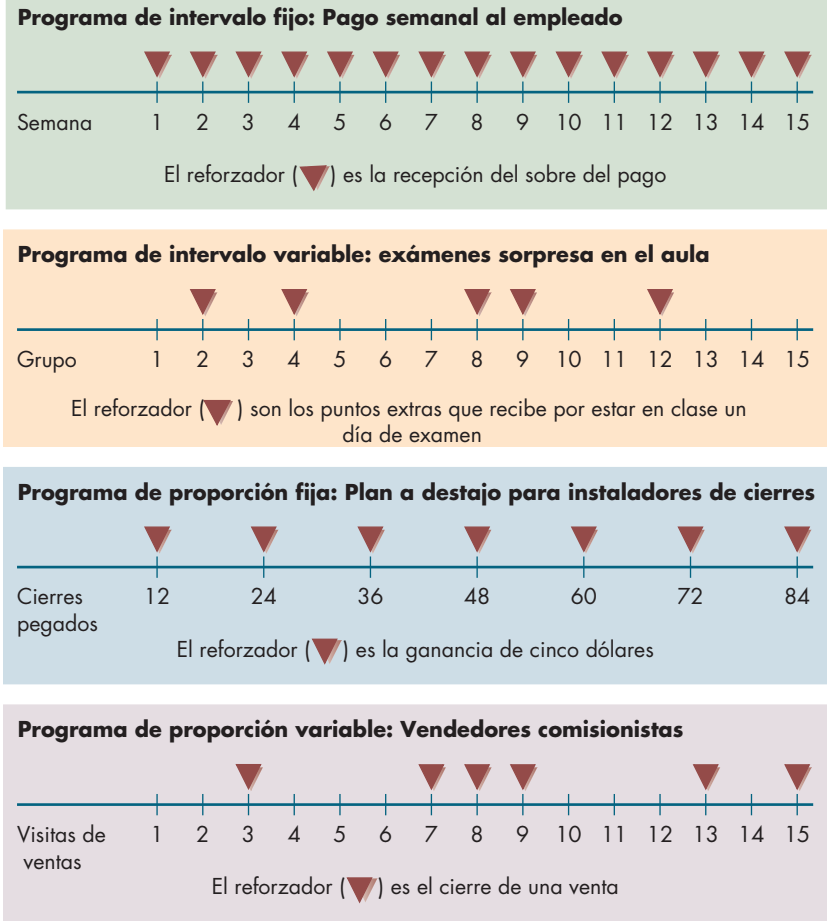 Programa de intervalo fijo: Pago semanal al empleado
Semana 1 2 3 4 5 6 7 8 9 10 11 12 13 14 15
El reforzador ( ) es la recepción del sobre del pago
Programa de intervalo variable: exámenes sorpresa en el aula
Grupo 1 2 3 4 5 6 7 8 9 10 11 12 13 14 15
El reforzador ( ) son los puntos extras que recibe por estar en clase un
día de examen
Programa de proporción fija: Plan a destajo para instaladores de cierres
Cierres 12 24 36 48 60 72 84
pegados
El reforzador ( ) es la ganancia de cinco dólares
Programa de proporción variable: Vendedores comisionistas
Visitas de 1 2 3 4 5 6 7 8 9 10 11 12 13 14 15
ventas
El reforzador ( ) es el cierre de una venta